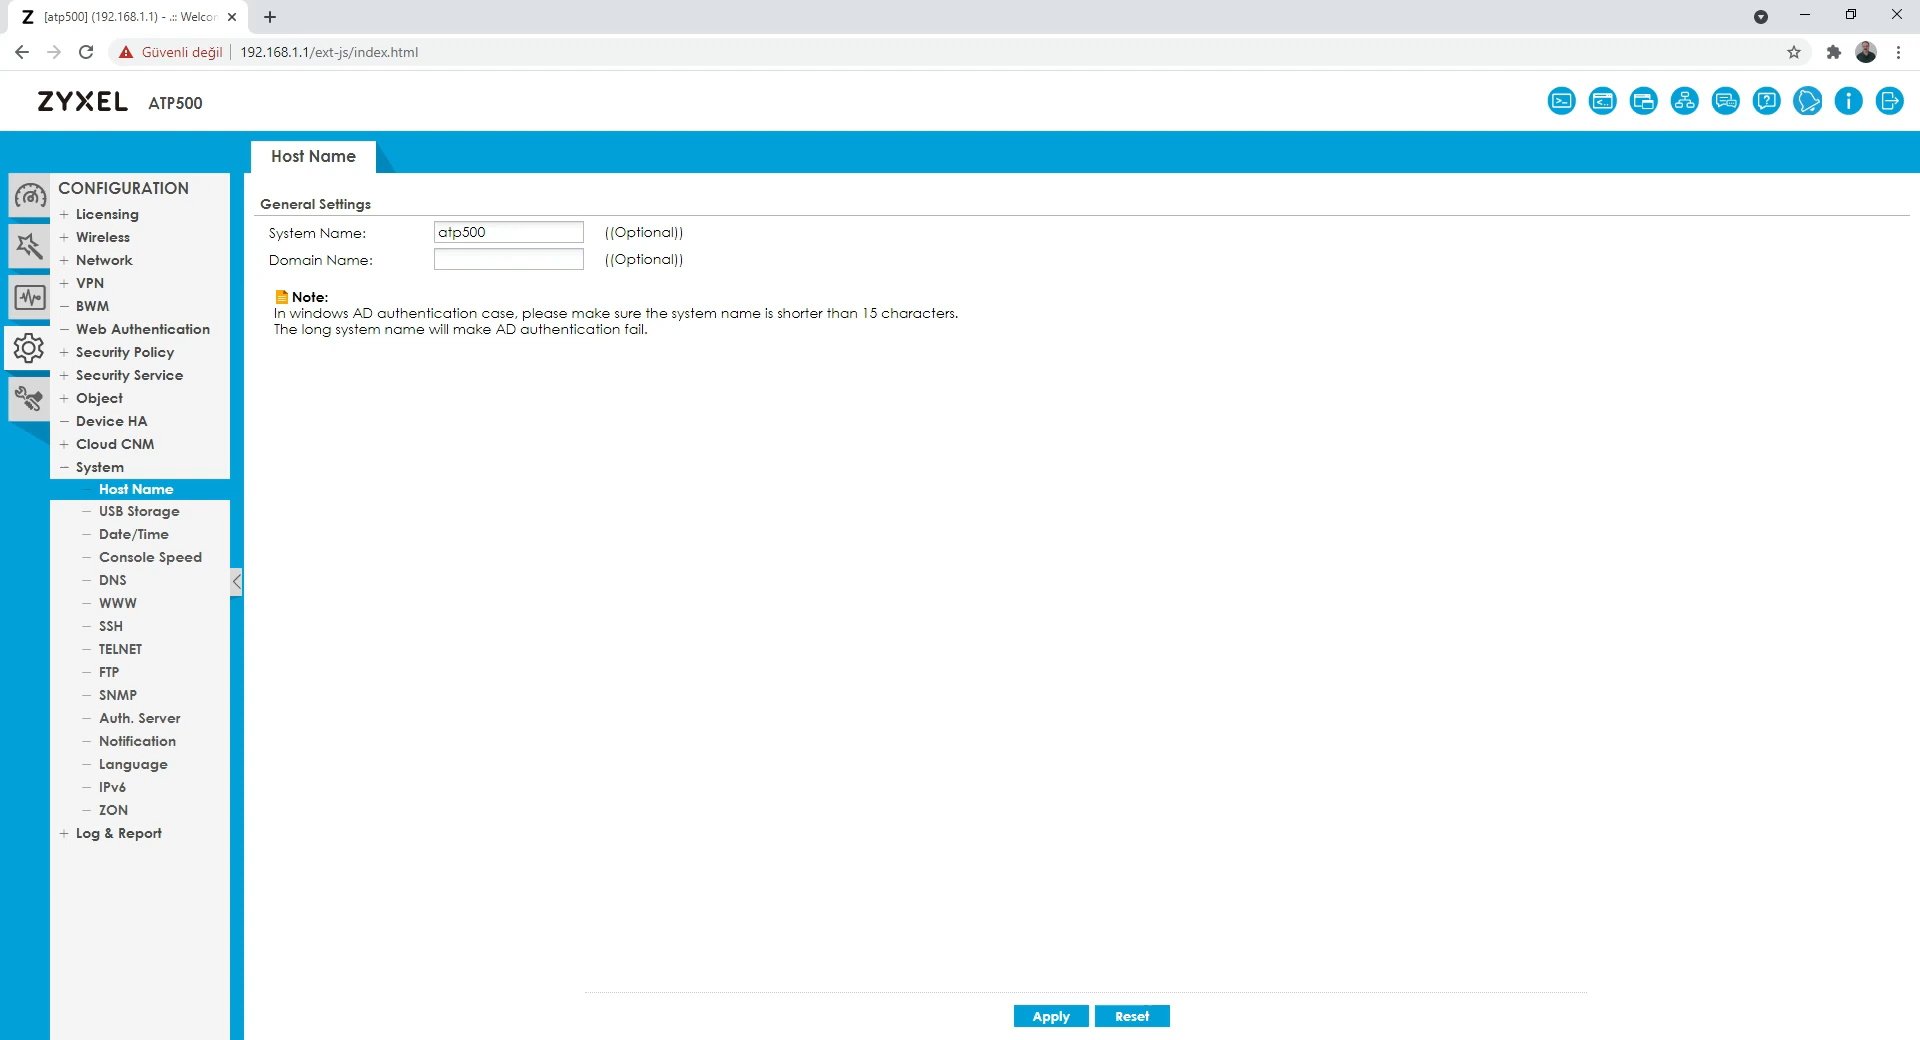 Z [atp500] (192.168.1.1) - .:: Welcor
Güvenli değil 192.168.1.1/ext-js/index.html
ZYXEL ATP500
Host Name
CONFIGURATION
+ Licensing
+ Wireless
+ Network
+ VPN
− BWM
− Web Authentication
+ Security Policy
+ Security Service
+ Object
− Device HA
+ Cloud CNM
− System
− Host Name
− USB Storage
− Date/Time
− Console Speed
− DNS
− WWW
− SSH
− TELNET
− FTP
− SNMP
− Auth. Server
− Notification
− Language
− IPv6
− ZON
+ Log & Report
General Settings
System Name: atp500 ((Optional))
Domain Name: ((Optional))
Note:
In windows AD authentication case, please make sure the system name is shorter than 15 characters.
The long system name will make AD authentication fail.
Apply Reset